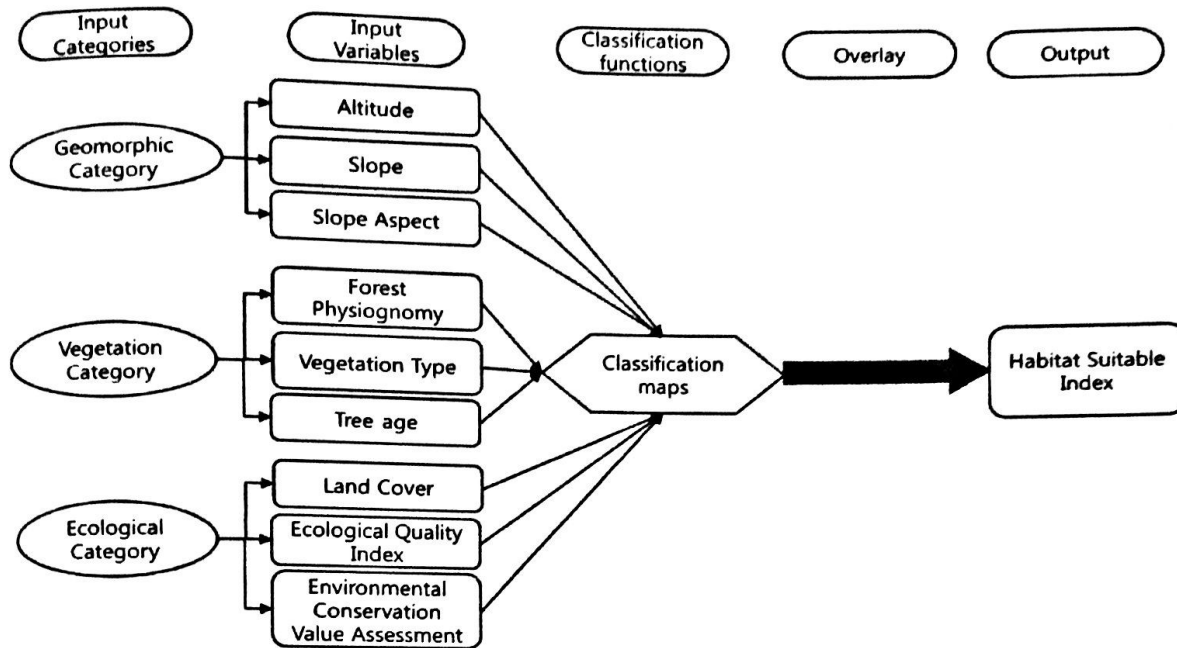 Input
Categories
Input
Variables
Classification
functions
Overlay
Output
Geomorphic
Category
Altitude
Slope
Slope Aspect
Vegetation
Category
Forest
Physiognomy
Vegetation Type
Tree age
Ecological
Category
Land Cover
Ecological Quality
Index
Environmental
Conservation
Value Assessment
Classification
maps
Habitat Suitable
Index